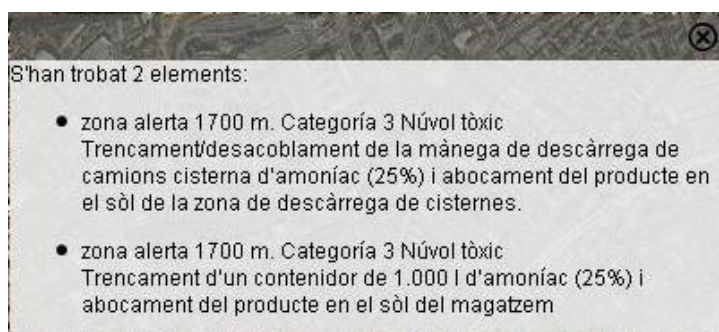 S'han trobat 2 elements:
zona alerta 1700 m. Categoría 3 Núvol tòxic
Trencament/desacoblament de la mànega de descàrrega de
camions cisterna d'amoníac (25%) i abocament del producte en
el sòl de la zona de descàrrega de cisternes.
zona alerta 1700 m. Categoría 3 Núvol tòxic
Trencament d'un contenidor de 1.000 l d'amoníac (25%) i
abocament del producte en el sòl del magatzem